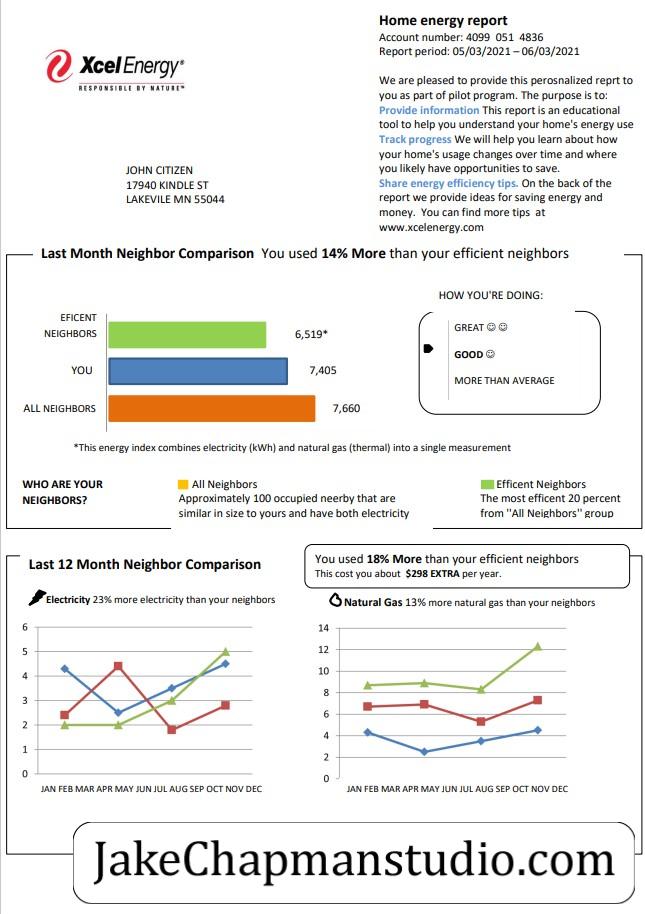 Home energy report
Account number: 4099 051 4836
Report period: 05/03/2021 – 06/03/2021
XcelEnergy®
RESPONSIBLE BY NATURE™
We are pleased to provide this perosnalized reprt to
you as part of pilot program. The purpose is to:
Provide information This report is an educational
tool to help you understand your home's energy use
Track progress We will help you learn about how
your home's usage changes over time and where
you likely have opportunities to save.
Share energy efficiency tips. On the back of the
report we provide ideas for saving energy and
money. You can find more tips at
www.xcelenergy.com
JOHN CITIZEN
17940 KINDLE ST
LAKEVILE MN 55044
Last Month Neighbor Comparison You used 14% More than your efficient neighbors
EFICENT
NEIGHBORS
6,519*
YOU
7,405
ALL NEIGHBORS
7,660
HOW YOU'RE DOING:
GREAT ☺ ☺
GOOD ☺
MORE THAN AVERAGE
*This energy index combines electricity (kWh) and natural gas (thermal) into a single measurement
WHO ARE YOUR
NEIGHBORS?
All Neighbors
Approximately 100 occupied neerby that are
similar in size to yours and have both electricity
Efficent Neighbors
The most efficent 20 percent
from "All Neighbors" group
Last 12 Month Neighbor Comparison
You used 18% More than your efficient neighbors
This cost you about $298 EXTRA per year.
Electricity 23% more electricity than your neighbors
6
5
4
3
2
1
0
JAN FEB MAR APR MAY JUN JUL AUG SEP OCT NOV DEC
Natural Gas 13% more natural gas than your neighbors
14
12
10
8
6
4
2
0
JAN FEB MAR APR MAY JUN JUL AUG SEP OCT NOV DEC
JakeChapmanstudio.com